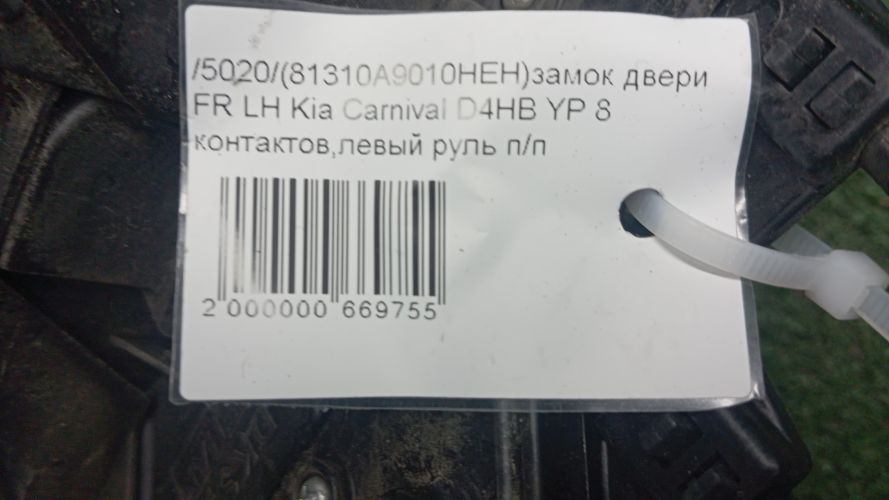 /5020/(81310A9010HEH)замок двери
FR LH Kia Carnival D4HB YP 8
контактов,левый руль п/п
2 000000 669755